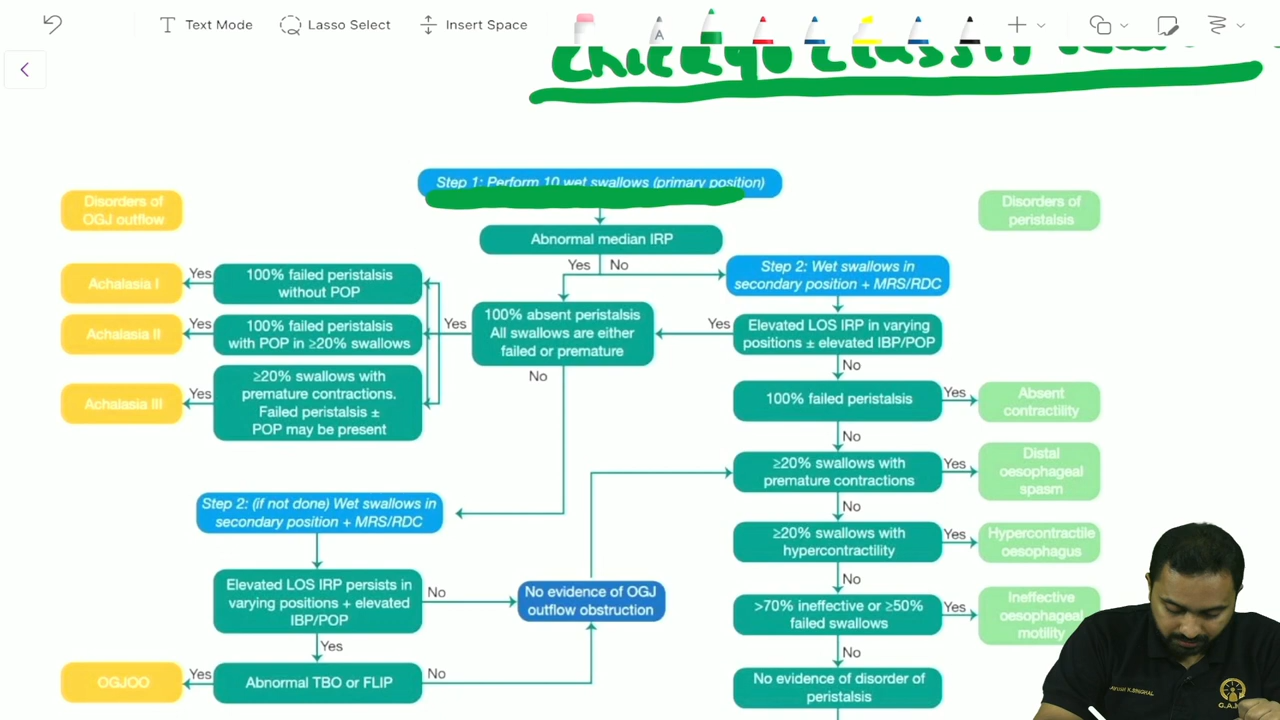 Text Mode
Lasso Select
Insert Space
A
Chicago Classif
Step 1: Perform 10 wet swallows (primary position)
Disorders of
OGJ outflow
Disorders of
peristalsis
Abnormal median IRP
Yes
No
Step 2: Wet swallows in
secondary position + MRS/RDC
Achalasia I
Yes
100% failed peristalsis
without POP
Achalasia II
Yes
100% failed peristalsis
with POP in ≥20% swallows
Yes
100% absent peristalsis
All swallows are either
failed or premature
Yes
Elevated LOS IRP in varying
positions ± elevated IBP/POP
No
Achalasia III
Yes
≥20% swallows with
premature contractions.
Failed peristalsis ±
POP may be present
No
100% failed peristalsis
Yes
Absent
contractility
No
≥20% swallows with
premature contractions
Yes
Distal
oesophageal
spasm
No
Step 2: (if not done) Wet swallows in
secondary position + MRS/RDC
≥20% swallows with
hypercontractility
Yes
Hypercontractile
oesophagus
No
Elevated LOS IRP persists in
varying positions + elevated
IBP/POP
No
No evidence of OGJ
outflow obstruction
>70% ineffective or ≥50%
failed swallows
Yes
Ineffective
oesophageal
motility
Yes
No
OGJOO
Yes
Abnormal TBO or FLIP
No
No evidence of disorder of
peristalsis